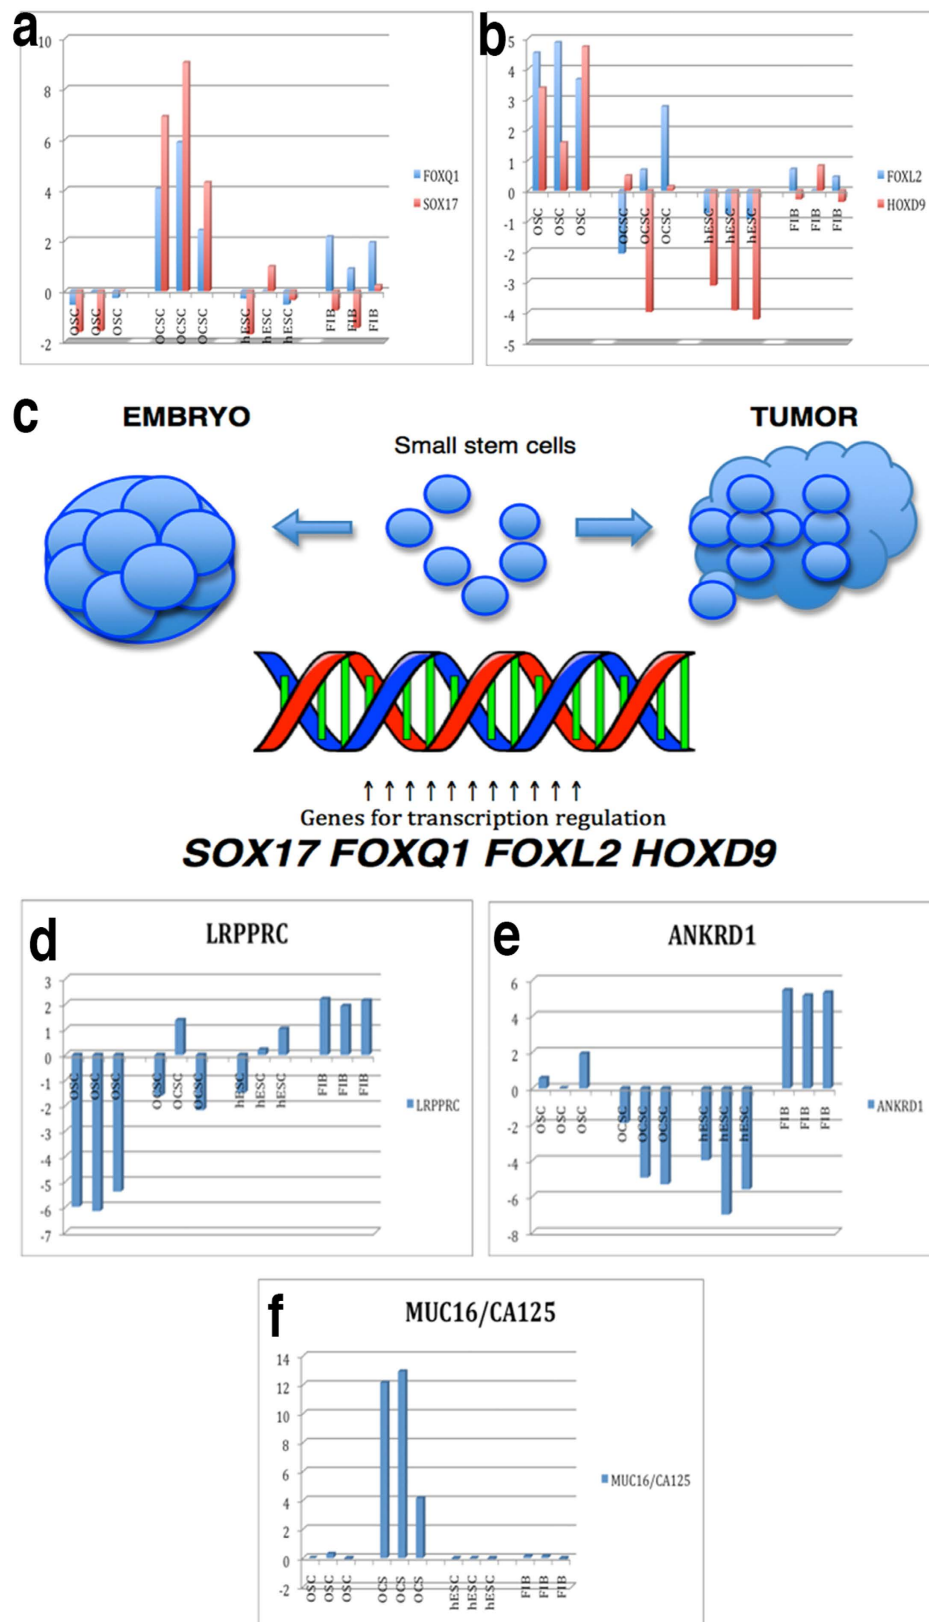 a
10
8
6
4
2
0
-2
OSC
OSC
OSC
OCSC
OCSC
OCSC
hESC
hESC
hESC
FIB
FIB
FIB
FOXQ1
SOX17
b
5
4
3
2
1
0
-1
-2
-3
-4
-5
OSC
OSC
OSC
OCSC
OCSC
OCSC
hESC
hESC
hESC
FIB
FIB
FIB
FOXL2
HOXD9
c
EMBRYO
Small stem cells
TUMOR
↑ ↑ ↑ ↑ ↑ ↑ ↑ ↑ ↑ ↑ ↑
Genes for transcription regulation
SOX17 FOXQ1 FOXL2 HOXD9
d
LRPPRC
3
2
1
0
-1
-2
-3
-4
-5
-6
-7
OSC
OSC
OSC
OCSC
OCSC
OCSC
hESC
hESC
hESC
FIB
FIB
FIB
LRPPRC
e
ANKRD1
6
4
2
0
-2
-4
-6
-8
OSC
OSC
OSC
OCSC
OCSC
OCSC
hESC
hESC
hESC
FIB
FIB
FIB
ANKRD1
f
MUC16/CA125
14
12
10
8
6
4
2
0
-2
OSC
OSC
OSC
OCS
OCS
OCS
hESC
hESC
hESC
FIB
FIB
FIB
MUC16/CA125